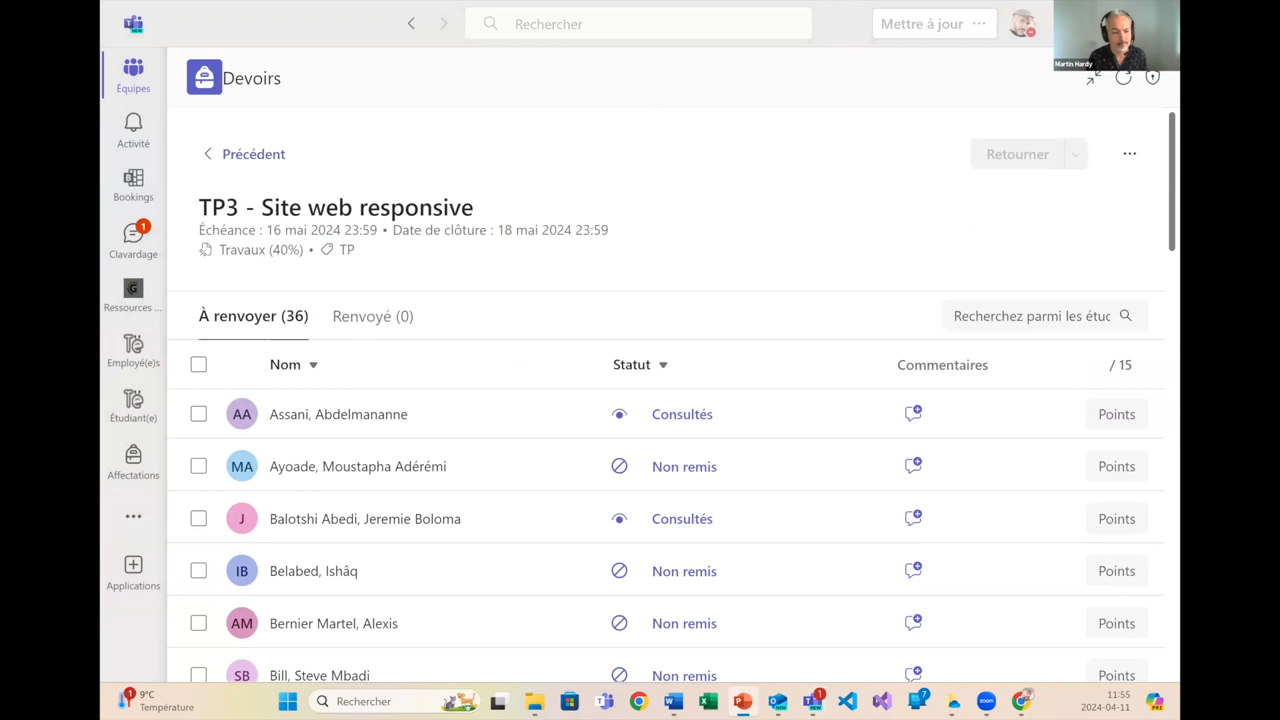 Rechercher
Mettre à jour
Martin Hardy
Équipes
Activité
Bookings
1
Clavardage
Ressources ...
Employé(e)s
Étudiant(e)
Affectations
Applications
Devoirs
Précédent
Retourner
TP3 - Site web responsive
Échéance : 16 mai 2024 23:59 • Date de clôture : 18 mai 2024 23:59
Travaux (40%) • TP
À renvoyer (36) Renvoyé (0)
Recherchez parmi les étuc
Nom Statut Commentaires / 15
AA Assani, Abdelmananne Consultés Points
MA Ayoade, Moustapha Adérémi Non remis Points
J Balotshi Abedi, Jeremie Boloma Consultés Points
IB Belabed, Ishâq Non remis Points
AM Bernier Martel, Alexis Non remis Points
SB Bill, Steve Mbadi Non remis Points
1 9°C
Température
Rechercher
1
7
zoom
11:55
2024-04-11